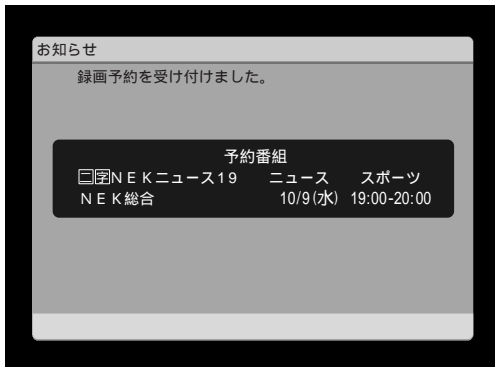 お知らせ
録画予約を受け付けました。
予約番組
🈔🈑NEKニュース19 ニュース スポーツ
NEK総合 10/9(水) 19:00-20:00